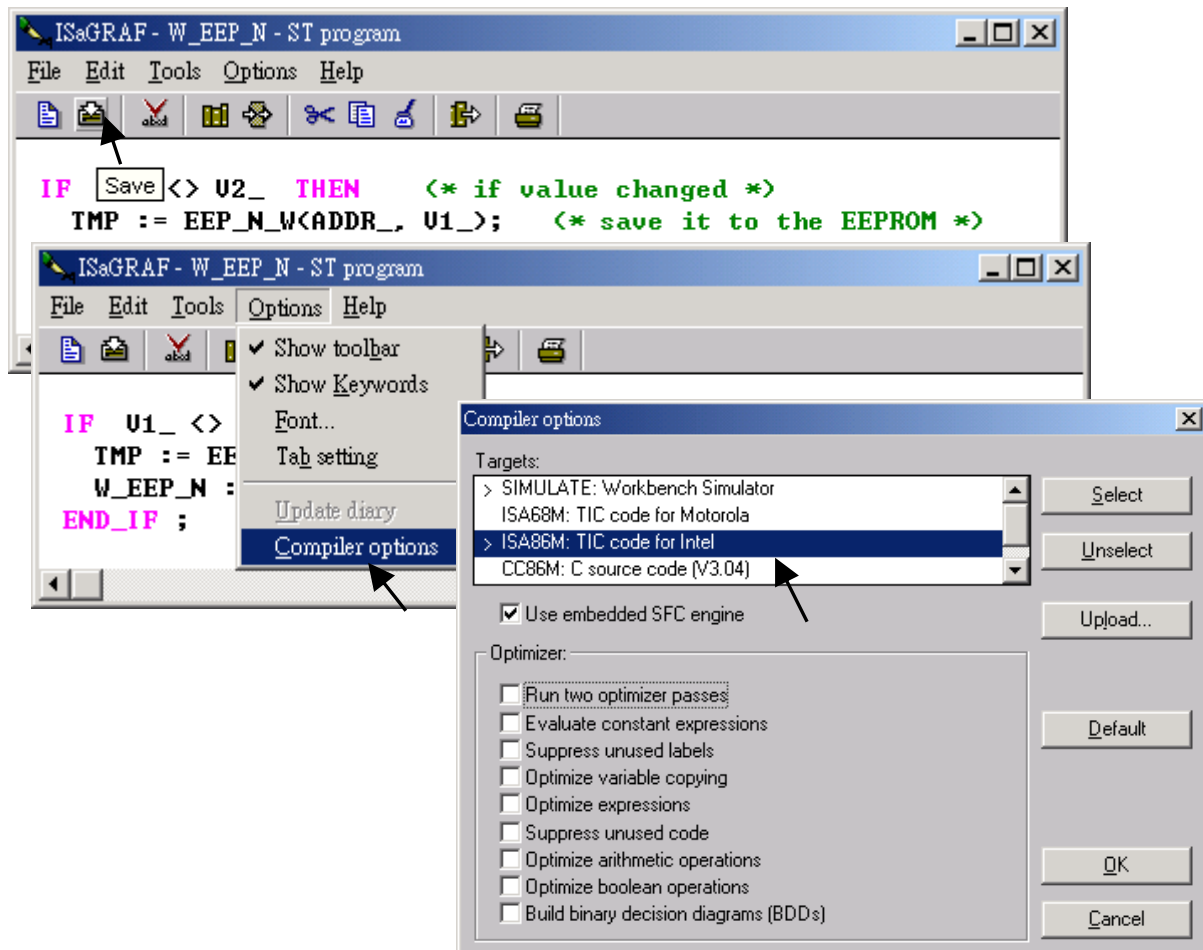 ISaGRAF - W_EEP_N - ST program
File Edit Tools Options Help
abcd
Save
IF <> V2_ THEN (* if value changed *)
TMP := EEP_N_W(ADDR_, V1_); (* save it to the EEPROM *)
ISaGRAF - W_EEP_N - ST program
File Edit Tools Options Help
abcd
Show toolbar
Show Keywords
Font...
Tab setting
Update diary
Compiler options
IF V1_ <>
TMP := EE
W_EEP_N :
END_IF ;
Compiler options
Targets:
> SIMULATE: Workbench Simulator
ISA68M: TIC code for Motorola
> ISA86M: TIC code for Intel
CC86M: C source code (V3.04)
Select
Unselect
Upload...
Default
OK
Cancel
Use embedded SFC engine
Optimizer:
Run two optimizer passes
Evaluate constant expressions
Suppress unused labels
Optimize variable copying
Optimize expressions
Suppress unused code
Optimize arithmetic operations
Optimize boolean operations
Build binary decision diagrams (BDDs)